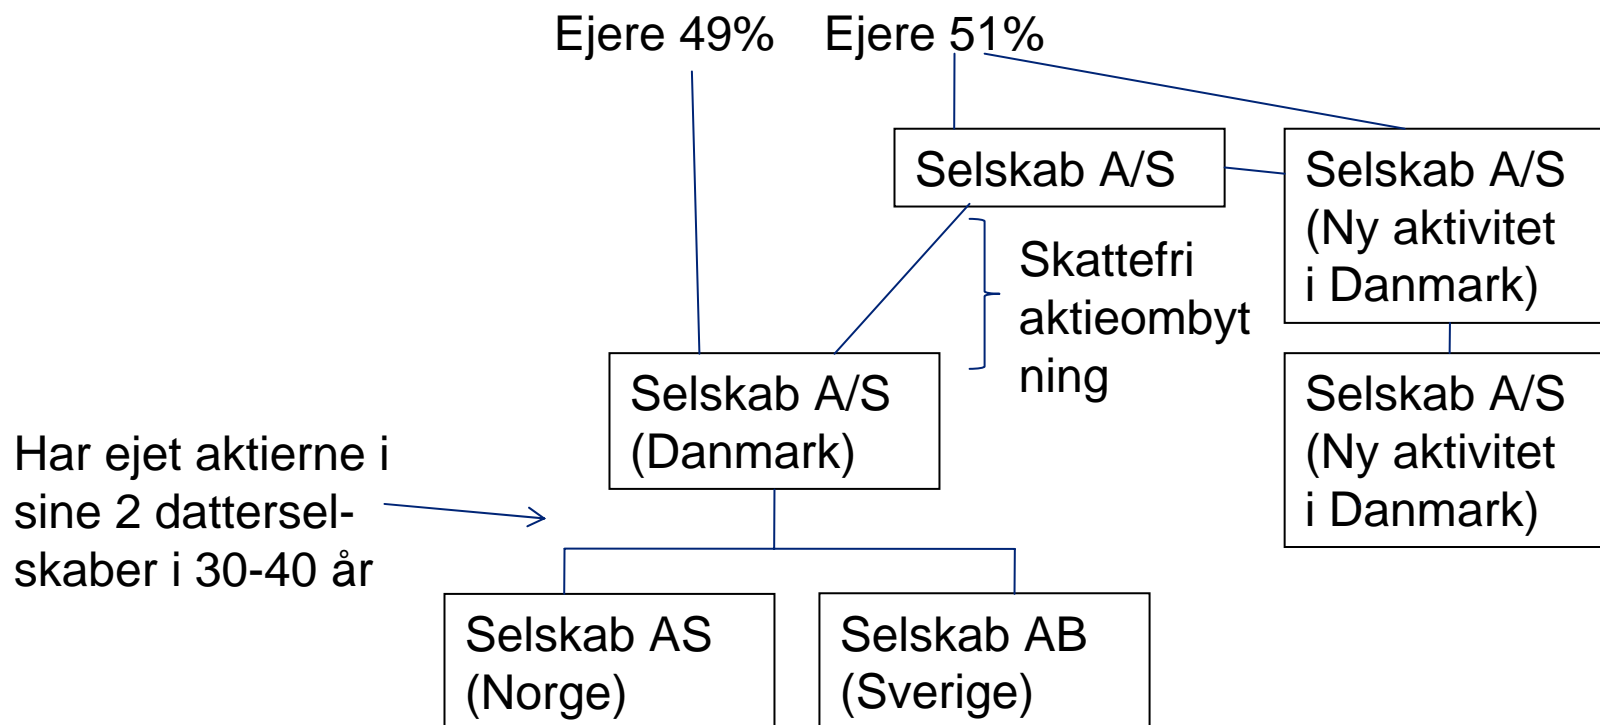 Ejere 49%
Ejere 51%
Selskab A/S
Selskab A/S
(Ny aktivitet
i Danmark)
Skattefri
aktieombyt
ning
Selskab A/S
(Danmark)
Selskab A/S
(Ny aktivitet
i Danmark)
Har ejet aktierne i
sine 2 dattersel-
skaber i 30-40 år
Selskab AS
(Norge)
Selskab AB
(Sverige)